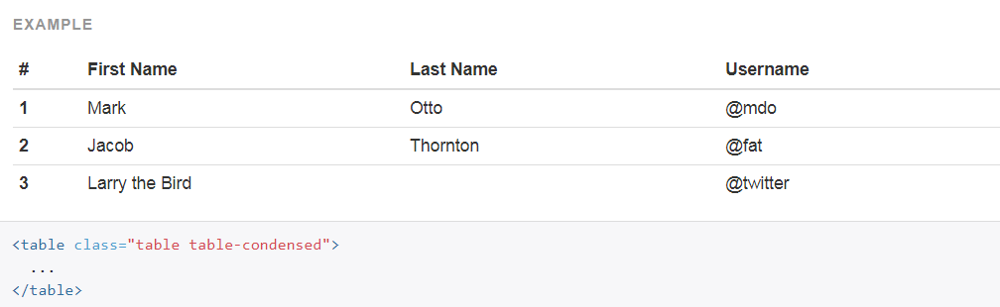 EXAMPLE
# First Name Last Name Username
1 Mark Otto @mdo
2 Jacob Thornton @fat
3 Larry the Bird @twitter
<table class="table table-condensed">
  ...
</table>